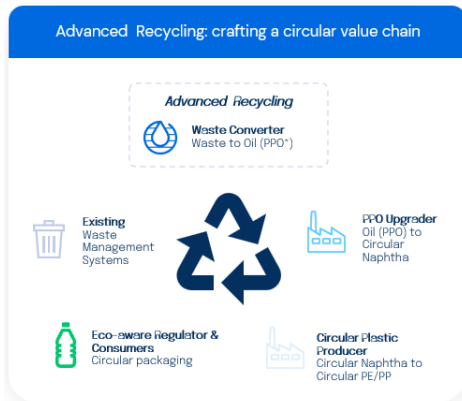 Advanced Recycling: crafting a circular value chain
Advanced Recycling
Waste Converter
Waste to Oil (PPO*)
Existing
Waste
Management
Systems
PPO Upgrader
Oil (PPO) to
Circular
Naphtha
Eco-aware Regulator &
Consumers
Circular packaging
Circular Plastic
Producer
Circular Naphtha to
Circular PE/PP